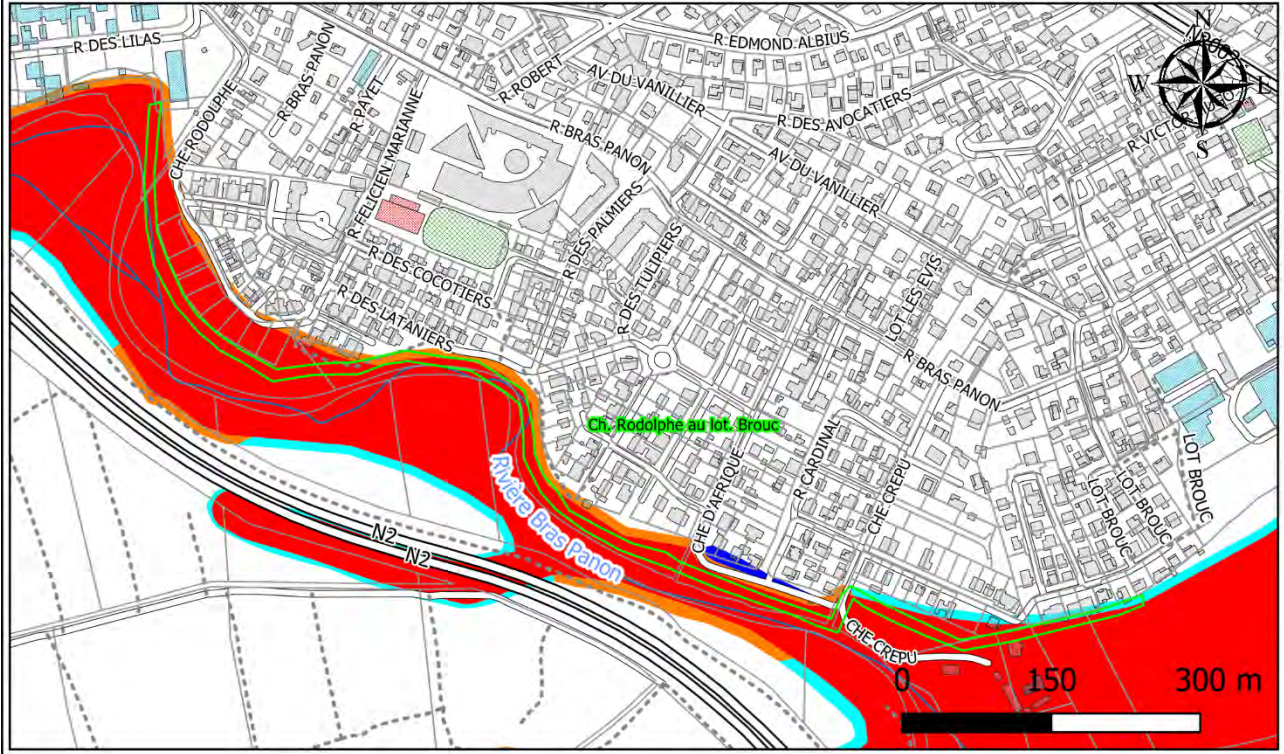 R DES LILAS
R BRAS PANON
R PAYET
R EDMOND ALBIUS
N
W
E
S
CHE RODOLPHE
R FELICIEN MARIANNE
R ROBERT
AV DU VANILLIER
R DES AVOCATIERS
R BRAS PANON
AV DU VANILLIER
R DES PALMIERS
R DES COCOTIERS
R DES TULIPIERS
R DES LATANIERS
LOT LES EVIS
R BRAS PANON
Ch. Rodolphe au lot. Brouc
R CARDINAL
CHE D'AFRIQUE
CHE CREPU
LOT BROUC
LOT BROUC
LOT BROUC
Rivière Bras Panon
N2
N2
CHE CREPU
0 150 300 m